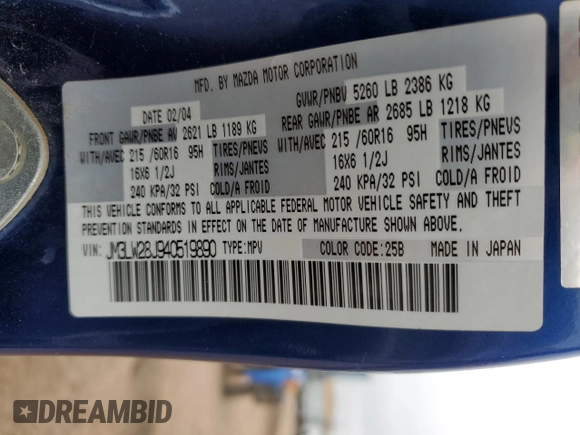 MFD. BY MAZDA MOTOR CORPORATION
DATE 02/04 GVWR/PNBV 5260 LB 2386 KG
FRONT GAWR/PNBE AV 2621 LB 1189 KG REAR GAWR/PNBE AR 2685 LB 1218 KG
WITH/AVEC 215 /60R16 95H TIRES/PNEUS WITH/AVEC 215 /60R16 95H TIRES/PNEUS
16X6 1/2J RIMS/JANTES 16X6 1/2J RIMS/JANTES
240 KPA/32 PSI COLD/A FROID 240 KPA/32 PSI COLD/A FROID
THIS VEHICLE CONFORMS TO ALL APPLICABLE FEDERAL MOTOR VEHICLE SAFETY AND THEFT
PREVENTION STANDARDS IN EFFECT ON THE DATE OF MANUFACTURE SHOWN ABOVE.
VIN: JM3LW28J940519890 TYPE:MPV COLOR CODE:25B MADE IN JAPAN
DREAMBID